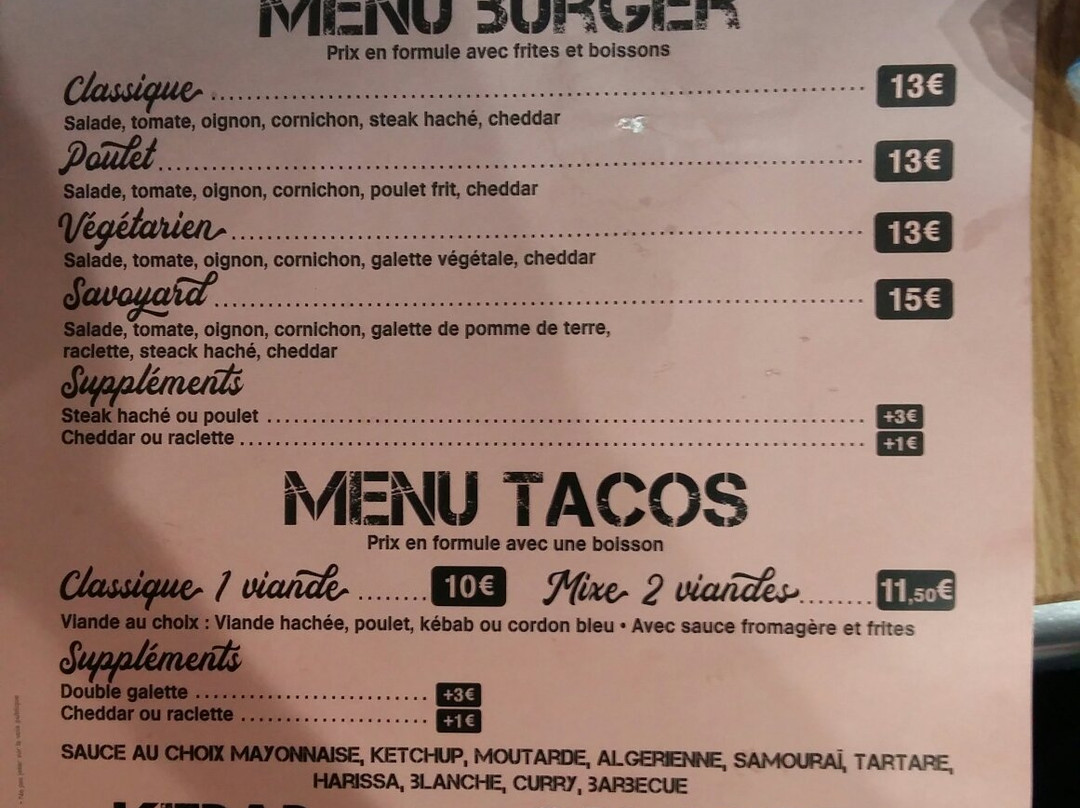 MENU BURGER
Prix en formule avec frites et boissons
Classique 13€
Salade, tomate, oignon, cornichon, steak haché, cheddar
Poulet 13€
Salade, tomate, oignon, cornichon, poulet frit, cheddar
Végétarien 13€
Salade, tomate, oignon, cornichon, galette végétale, cheddar
Savoyard 15€
Salade, tomate, oignon, cornichon, galette de pomme de terre,
raclette, steack haché, cheddar
Suppléments
Steak haché ou poulet +3€
Cheddar ou raclette +1€
MENU TACOS
Prix en formule avec une boisson
Classique 1 viande 10€ Mixe 2 viandes 11,50€
Viande au choix : Viande hachée, poulet, kébab ou cordon bleu • Avec sauce fromagère et frites
Suppléments
Double galette +3€
Cheddar ou raclette +1€
SAUCE AU CHOIX MAYONNAISE, KETCHUP, MOUTARDE, ALGERIENNE, SAMOURAÏ, TARTARE,
HARISSA, BLANCHE, CURRY, BARBECUE